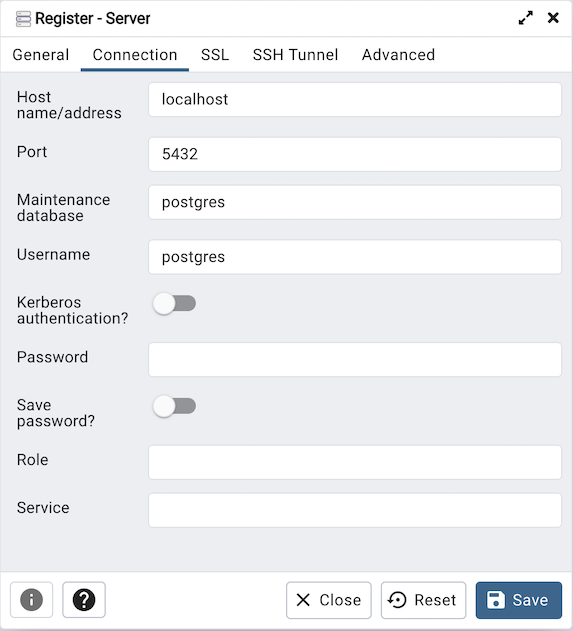 Register - Server
General Connection SSL SSH Tunnel Advanced
Host
name/address
localhost
Port
5432
Maintenance
database
postgres
Username
postgres
Kerberos
authentication?
Password
Save
password?
Role
Service
Close Reset Save